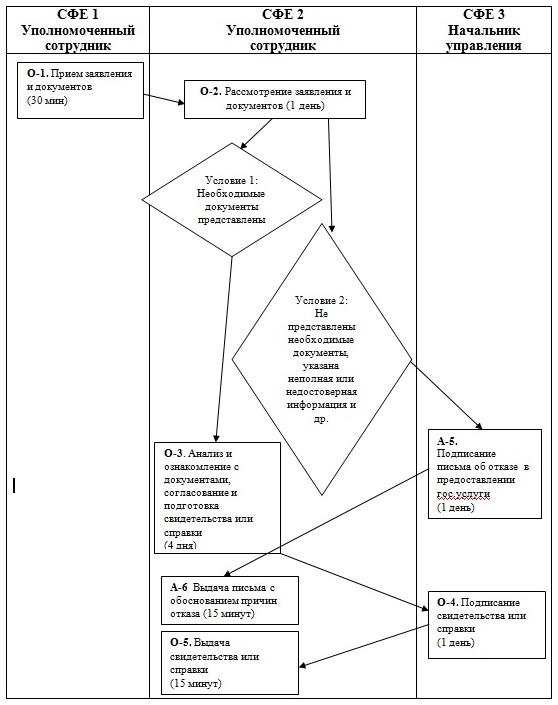 СФЕ 1
Уполномоченный
сотрудник
СФЕ 2
Уполномоченный
сотрудник
СФЕ 3
Начальник
управления
О-1. Прием заявления
и документов
(30 мин)
О-2. Рассмотрение заявления и
документов (1 день)
Условие 1:
Необходимые
документы
представлены
Условие 2:
Не
представлены
необходимые
документы,
указана
неполная или
недостоверная
информация и
др.
О-3. Анализ и
ознакомление с
документами,
согласование и
подготовка
свидетельства или
справки
(4 дня)
А-5.
Подписание
письма об отказе в
предоставлении
гос.услуги
(1 день)
А-6 Выдача письма с
обоснованием причин
отказа (15 минут)
О-4. Подписание
свидетельства или
справки
(1 день)
О-5. Выдача
свидетельства или
справки
(15 минут)